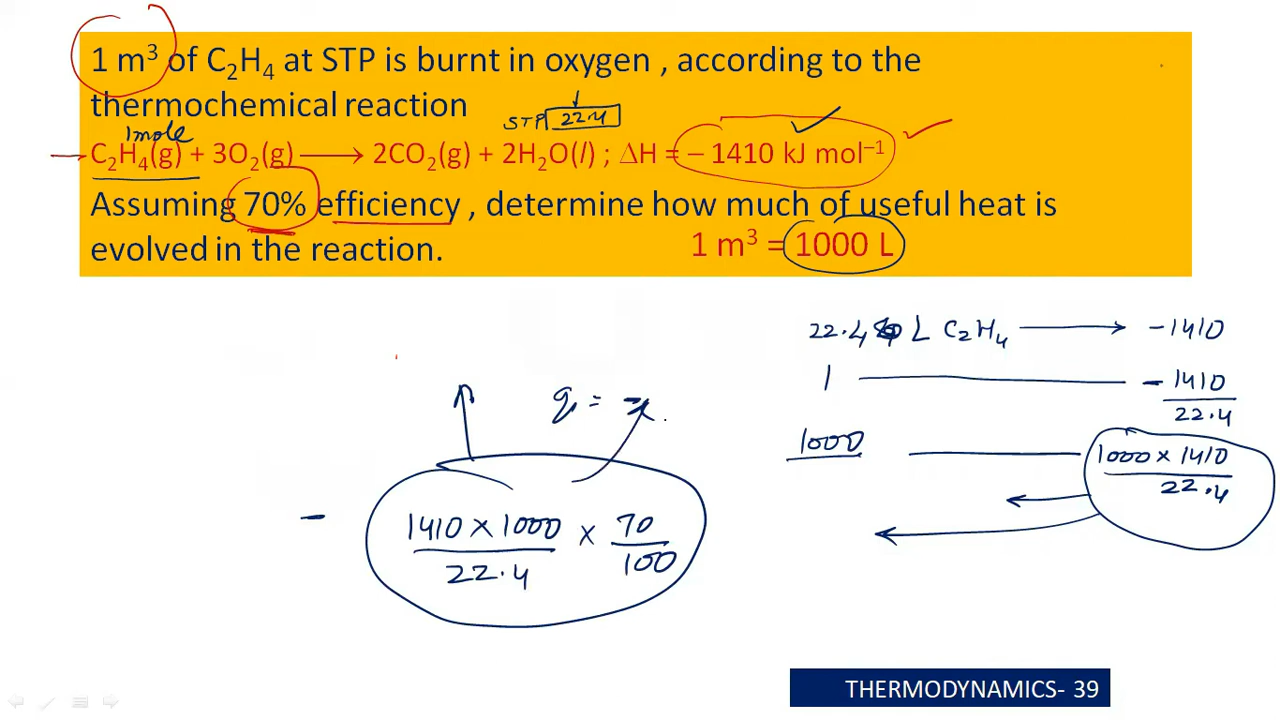 1 m³ of C₂H₄ at STP is burnt in oxygen , according to the
thermochemical reaction
1mole STP 22.4
C₂H₄(g) + 3O₂(g) ⟶ 2CO₂(g) + 2H₂O(l) ; ΔH = – 1410 kJ mol⁻¹
Assuming 70% efficiency , determine how much of useful heat is
evolved in the reaction.
1 m³ = 1000 L
22.4 L C₂H₄ ⟶ -1410
1 — -1410/22.4
1000 — 1000 × 1410/22.4
q = -x.
- 1410 × 1000/22.4 × 70/100
THERMODYNAMICS- 39